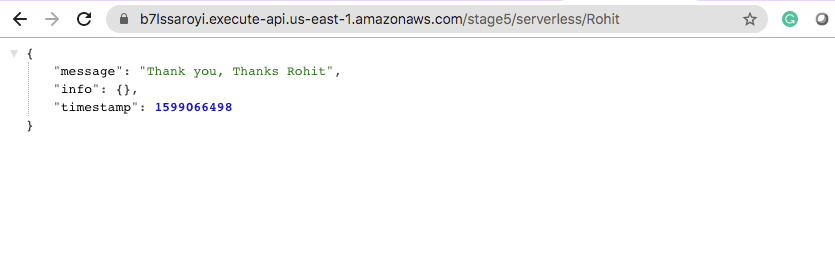 b7lssaroyi.execute-api.us-east-1.amazonaws.com/stage5/serverless/Rohit
{
"message": "Thank you, Thanks Rohit",
"info": {},
"timestamp": 1599066498
}